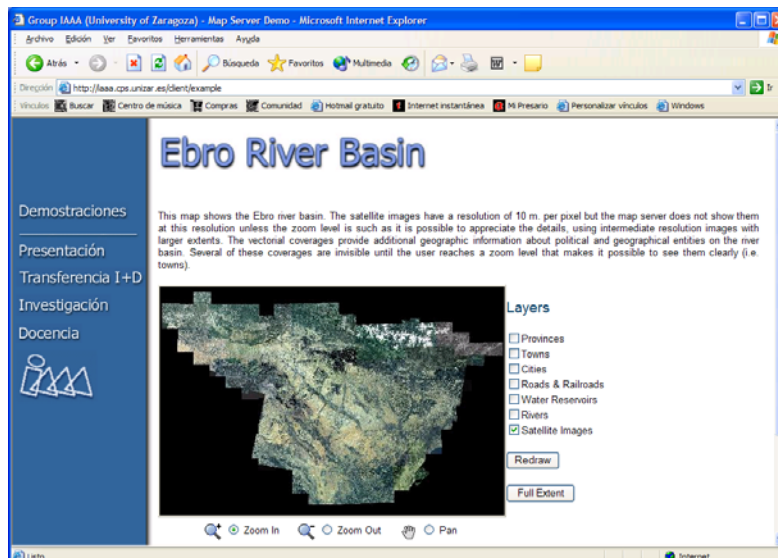 Group IAAA (University of Zaragoza) - Map Server Demo - Microsoft Internet Explorer
Archivo Edición Ver Favoritos Herramientas Ayuda
Atrás Búsqueda Favoritos Multimedia
Dirección http://iaaa.cps.unizar.es/client/example Ir
Vínculos Buscar Centro de música Compras Comunidad Hotmail gratuito Internet instantánea Mi Presario Personalizar vínculos Windows
Ebro River Basin
Demostraciones
Presentación
Transferencia I+D
Investigación
Docencia
This map shows the Ebro river basin. The satellite images have a resolution of 10 m. per pixel but the map server does not show them
at this resolution unless the zoom level is such as it is possible to appreciate the details, using intermediate resolution images with
larger extents. The vectorial coverages provide additional geographic information about political and geographical entities on the river
basin. Several of these coverages are invisible until the user reaches a zoom level that makes it possible to see them clearly (i.e.
towns).
Layers
Provinces
Towns
Cities
Roads & Railroads
Water Reservoirs
Rivers
Satellite Images
Redraw
Full Extent
Zoom In Zoom Out Pan
Listo Internet